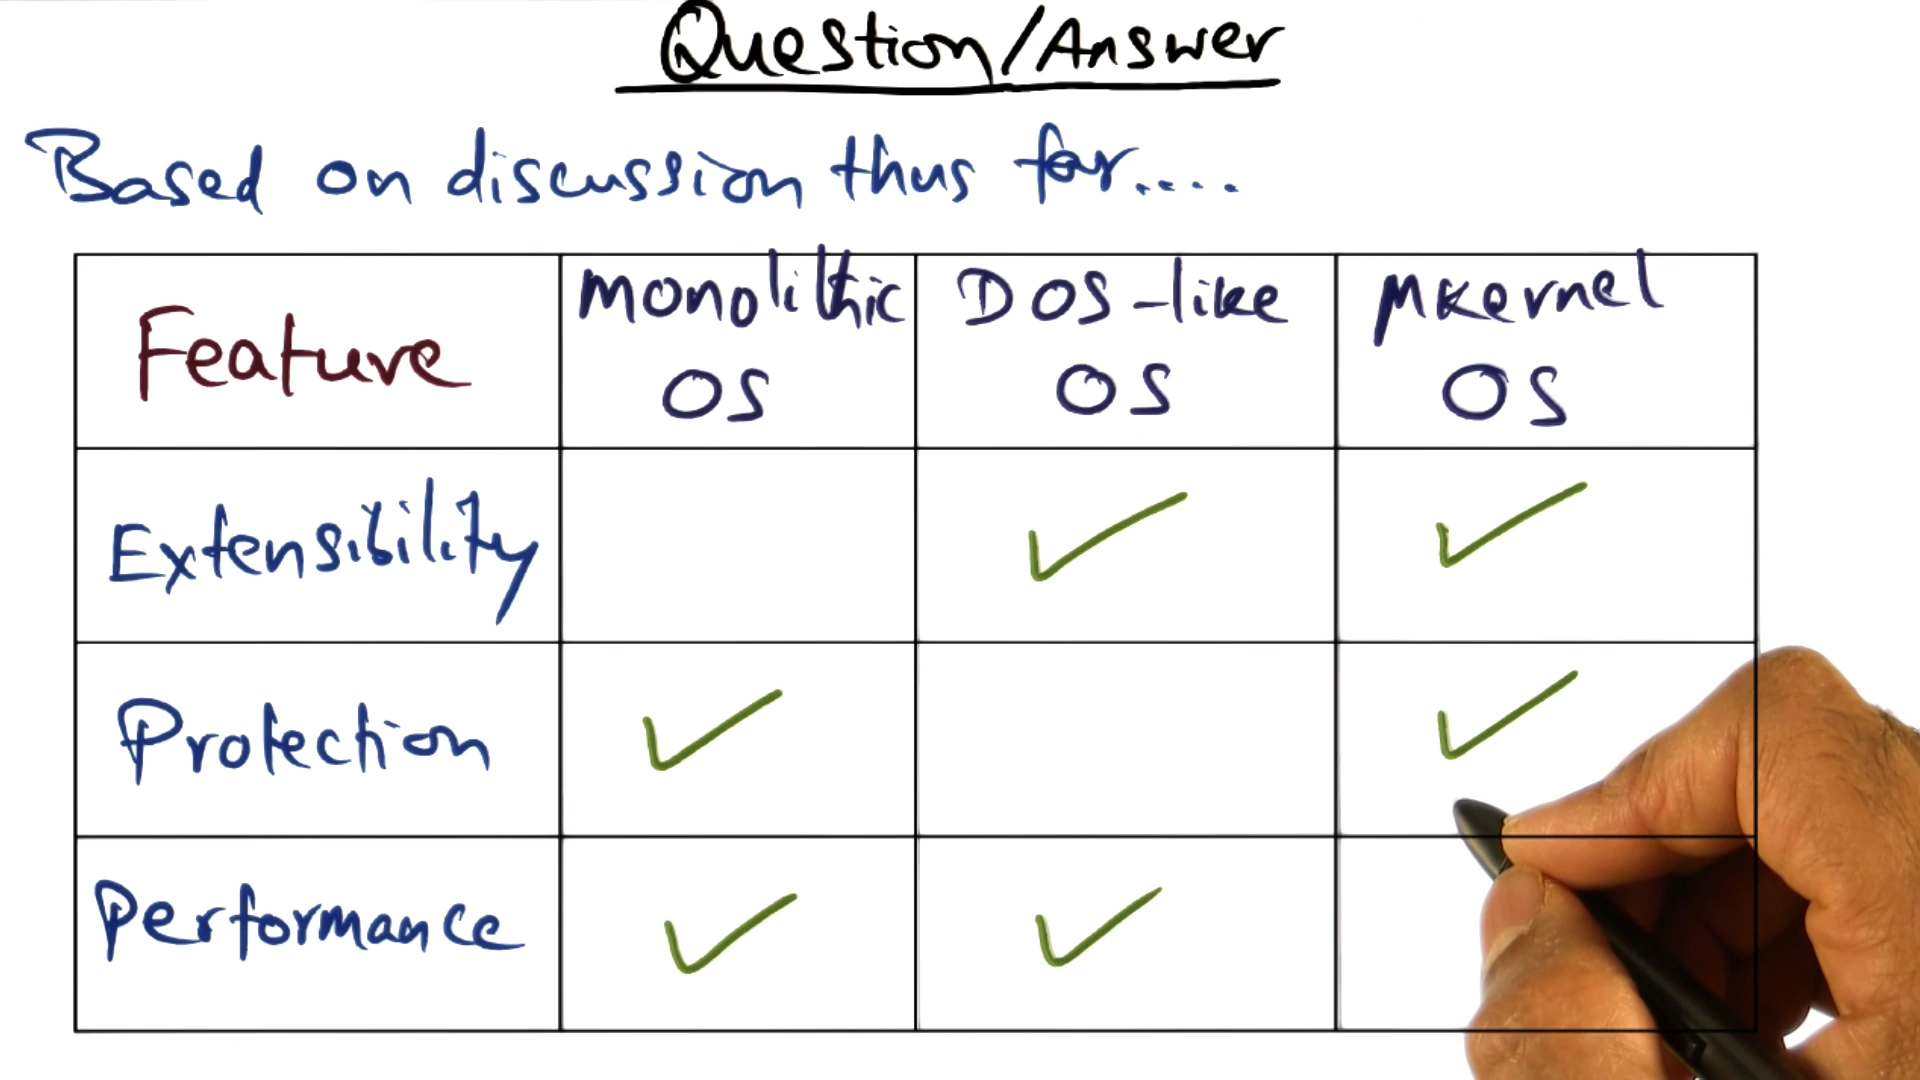 Question/Answer
Based on discussion thus far....
Feature
Monolithic OS
DOS-like OS
μkernel OS
Extensibility ✓ ✓
Protection ✓ ✓
Performance ✓ ✓